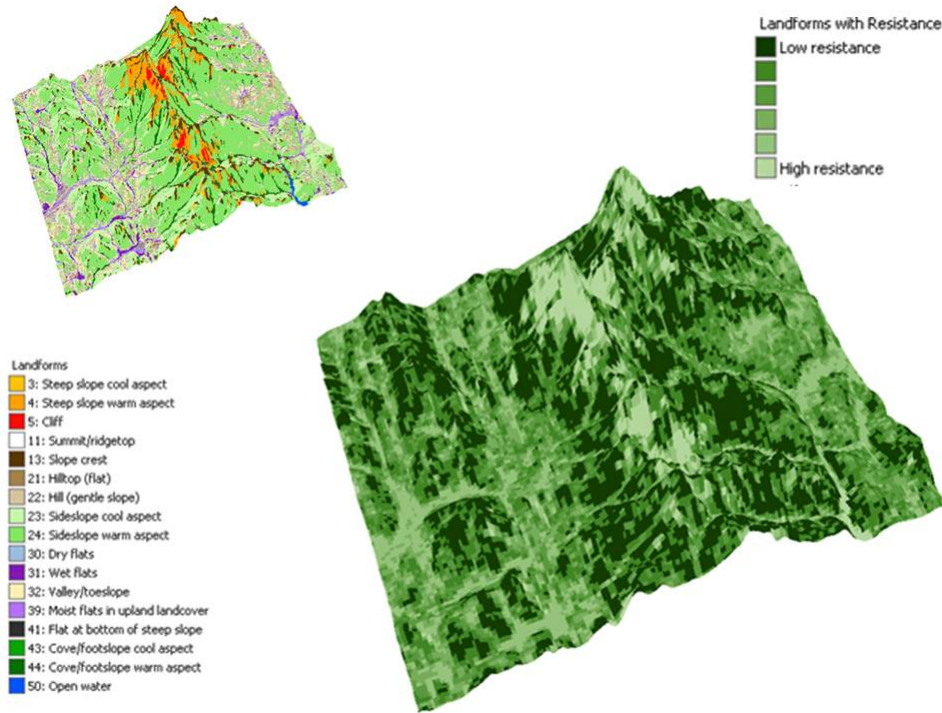 Landforms with Resistance
Low resistance
High resistance
Landforms
3: Steep slope cool aspect
4: Steep slope warm aspect
5: Cliff
11: Summit/ridgetop
13: Slope crest
21: Hilltop (flat)
22: Hill (gentle slope)
23: Sideslope cool aspect
24: Sideslope warm aspect
30: Dry flats
31: Wet flats
32: Valley/toeslope
39: Moist flats in upland landcover
41: Flat at bottom of steep slope
43: Cove/footslope cool aspect
44: Cove/footslope warm aspect
50: Open water